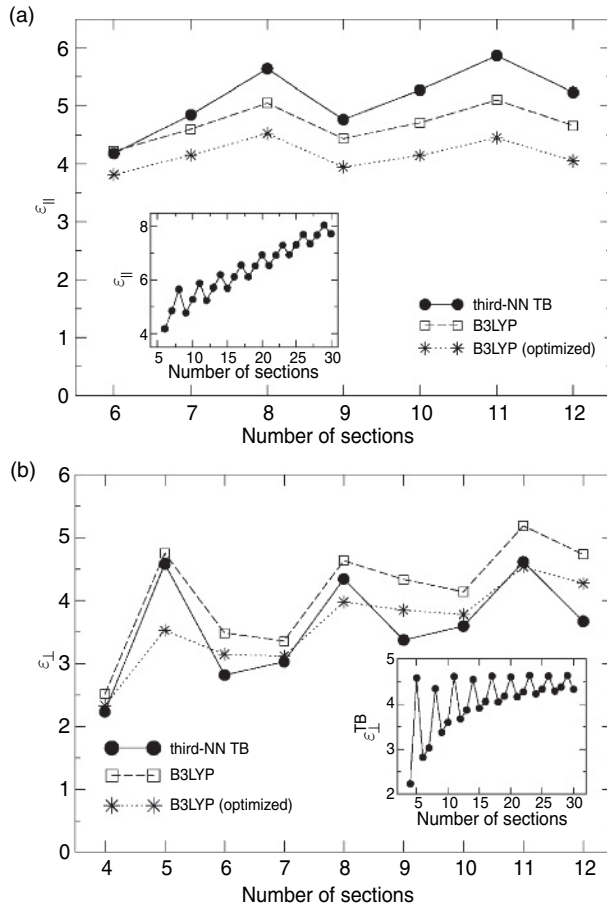 (a)
6
5
4
3
2
1
0
ε||
8
6
4
ε||
5 10 15 20 25 30
Number of sections
third-NN TB
B3LYP
B3LYP (optimized)
6 7 8 9 10 11 12
Number of sections
(b)
6
5
4
3
2
1
0
ε⊥
third-NN TB
B3LYP
B3LYP (optimized)
5
4
3
2
ε⊥TB
5 10 15 20 25 30
Number of sections
4 5 6 7 8 9 10 11 12
Number of sections